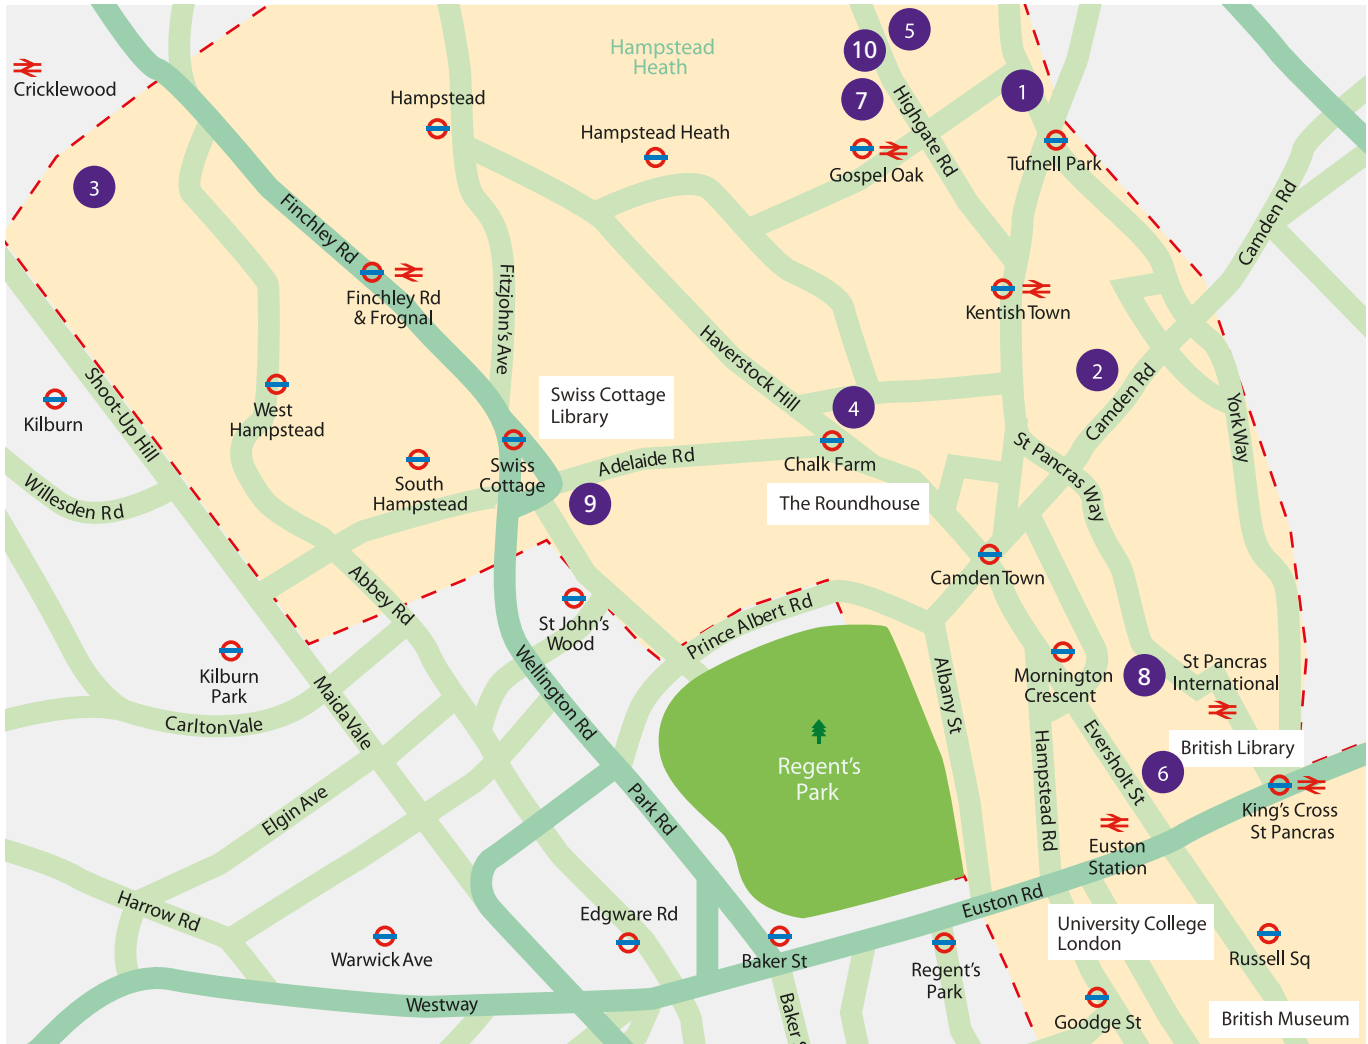 Hampstead
Heath
5
10
7
1
Cricklewood
Hampstead
Hampstead Heath
Highgate Rd
Gospel Oak
Tufnell Park
3
Finchley Rd
Camden Rd
Finchley Rd
& Frognal
Fitzjohn's Ave
Kentish Town
Haverstock Hill
2
Shoot-Up Hill
Kilburn
West
Hampstead
Swiss Cottage
Library
4
Camden Rd
York Way
Willesden Rd
South
Hampstead
Swiss
Cottage
Adelaide Rd
Chalk Farm
St Pancras Way
9
The Roundhouse
Abbey Rd
Camden Town
St John's
Wood
Prince Albert Rd
Kilburn
Park
Maida Vale
Carlton Vale
Wellington Rd
Albany St
Mornington
Crescent
8
St Pancras
International
Regent's
Park
Hampstead Rd
Eversholt St
British Library
6
Elgin Ave
Park Rd
Euston
Station
King's Cross
St Pancras
Harrow Rd
Edgware Rd
Euston Rd
University College
London
Warwick Ave
Baker St
Regent's
Park
Russell Sq
Westway
Baker S
Goodge St
British Museum